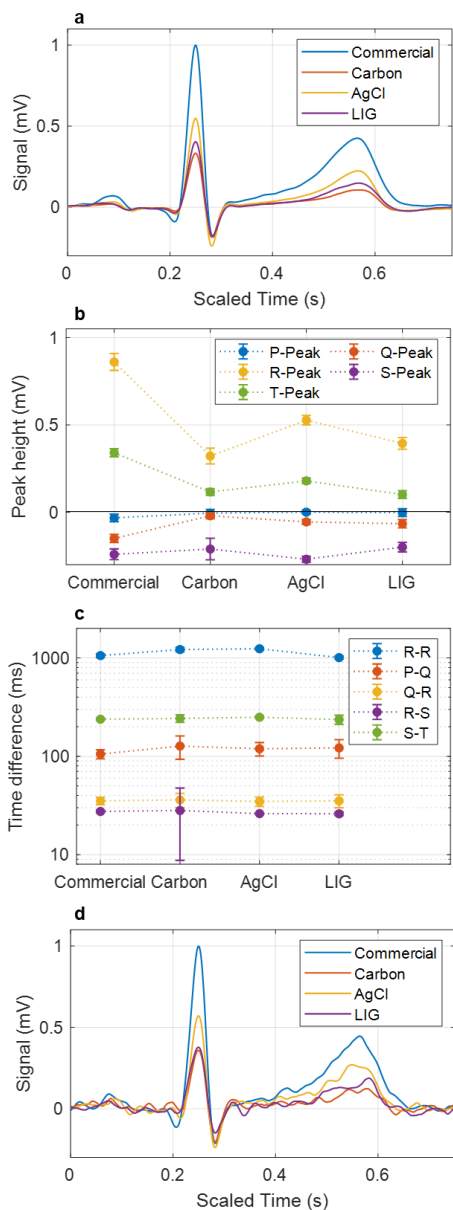 a
1
0.5
0
Signal (mV)
Commercial
Carbon
AgCl
LIG
0
0.2
0.4
0.6
Scaled Time (s)
b
1
0.5
0
Peak height (mV)
P-Peak
Q-Peak
R-Peak
S-Peak
T-Peak
Commercial
Carbon
AgCl
LIG
c
1000
100
10
Time difference (ms)
R-R
P-Q
Q-R
R-S
S-T
Commercial
Carbon
AgCl
LIG
d
1
0.5
0
Signal (mV)
Commercial
Carbon
AgCl
LIG
0
0.2
0.4
0.6
Scaled Time (s)